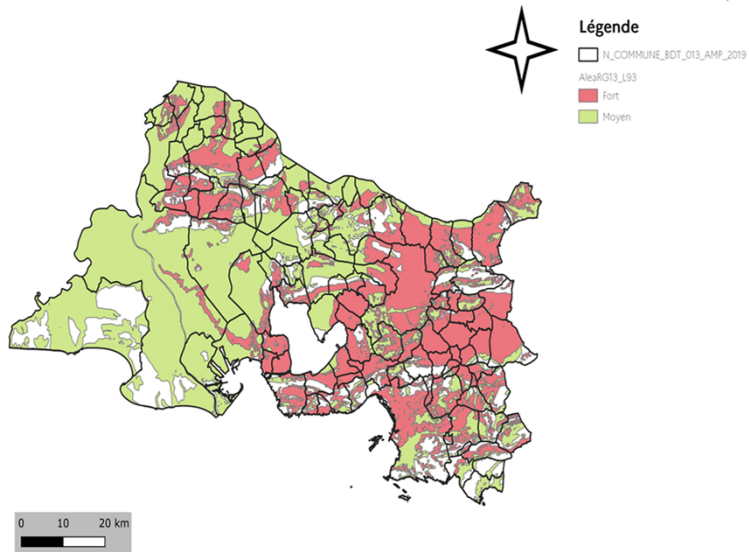 Légende
N_COMMUNE_BDT_013_AMP_2019
AleaRG13_L93
Fort
Moyen
0 10 20 km